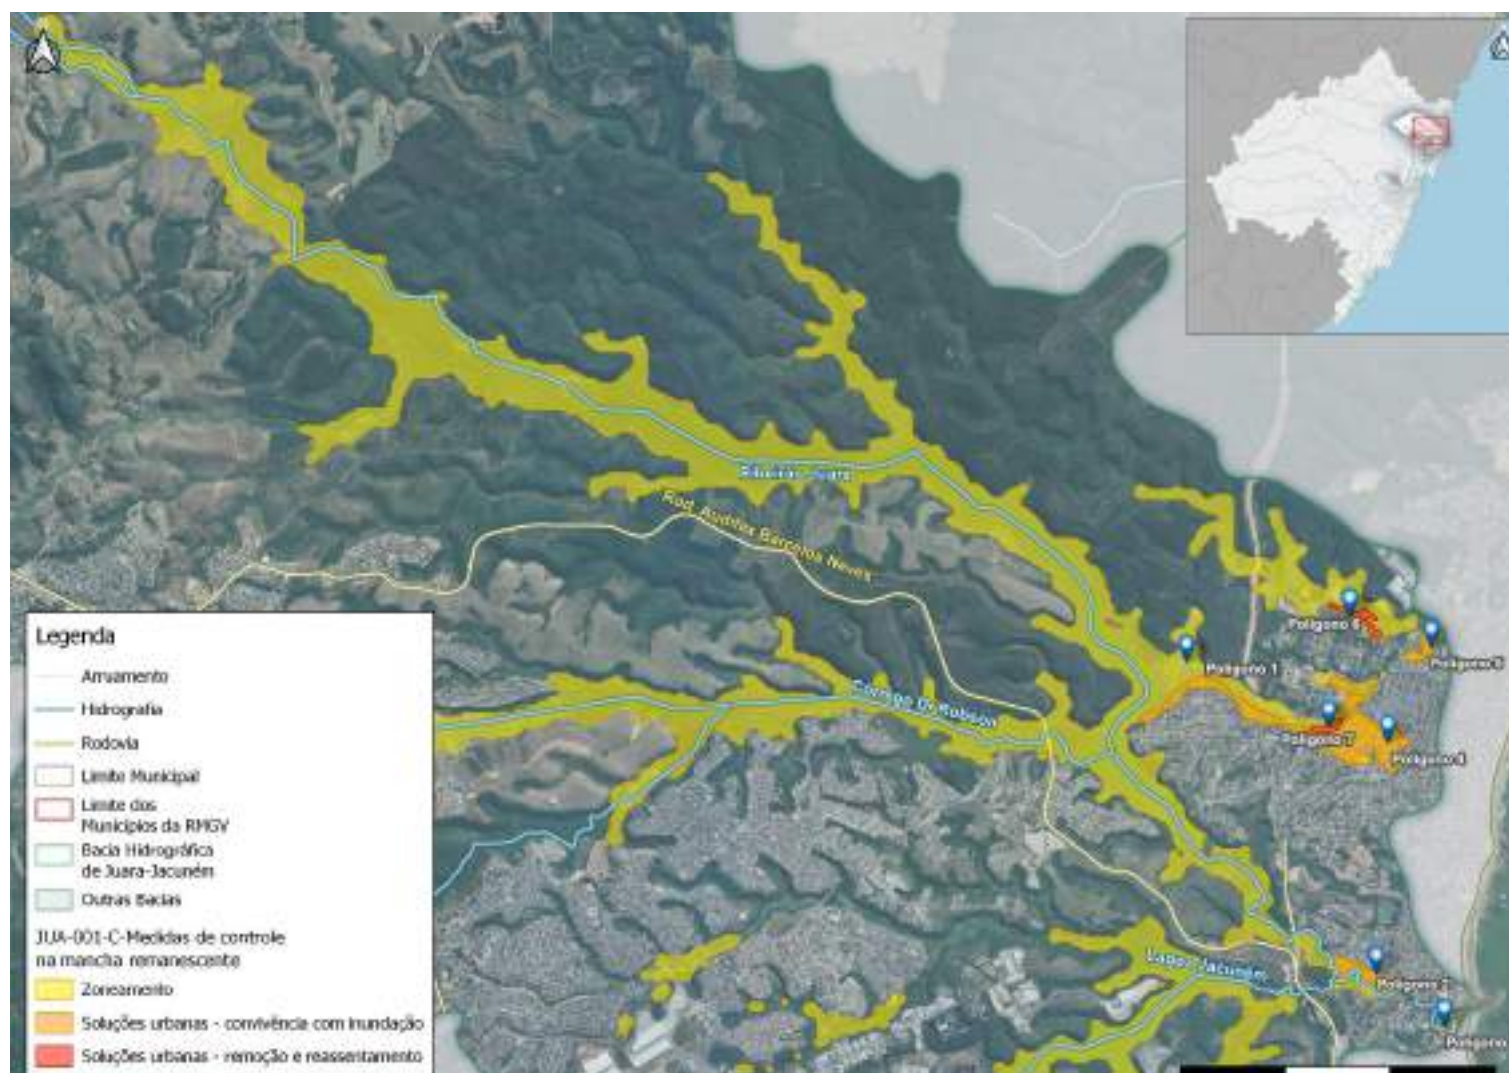 Rod. Audifax Barcelos Neves
Polígono 6
Polígono 1
Córrego Dr Robson
Polígono 7
Lagoa Jacuném
Polígono
Legenda
Arruamento
Hidrografia
Rodovia
Limite Municipal
Limite dos
Municípios da RMGV
Bacia Hidrográfica
de Juara-Jacuném
Outras Bacias
JUA-001-C-Medidas de controle
na mancha remanescente
Zoneamento
Soluções urbanas - convivência com inundação
Soluções urbanas - remoção e reassentamento